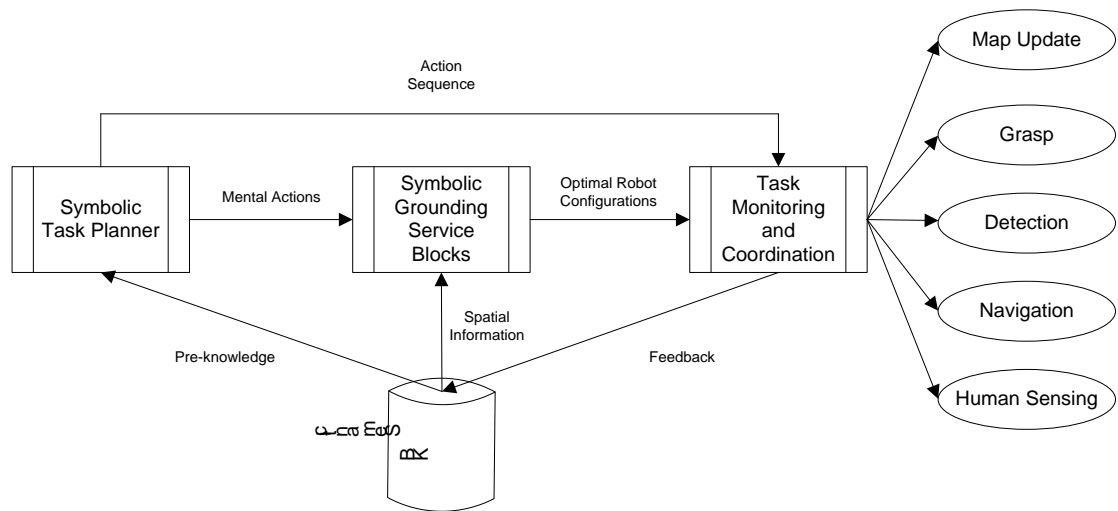 Map Update
Action
Sequence
Grasp
Symbolic
Task Planner
Mental Actions
Symbolic
Grounding
Service
Blocks
Optimal Robot
Configurations
Task
Monitoring
and
Coordination
Detection
Navigation
Spatial
Information
Pre-knowledge
Feedback
Human Sensing